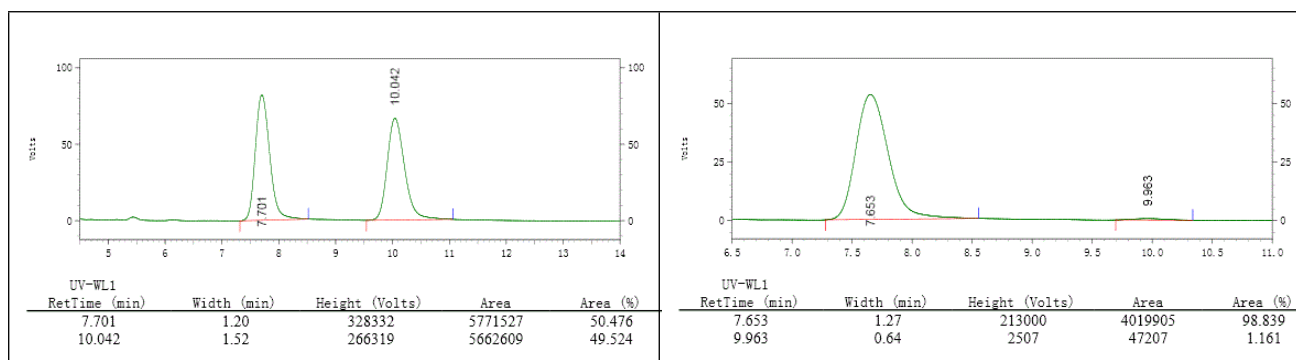 100
50
0
Volts
7.701
10.042
100
50
0
5 6 7 8 9 10 11 12 13 14
UV-WL1
RetTime (min) Width (min) Height (Volts) Area Area (%)
7.701 1.20 328332 5771527 50.476
10.042 1.52 266319 5662609 49.524
50
25
0
Volts
7.653
9.963
50
25
0
6.5 7.0 7.5 8.0 8.5 9.0 9.5 10.0 10.5 11.0
UV-WL1
RetTime (min) Width (min) Height (Volts) Area Area (%)
7.653 1.27 213000 4019905 98.839
9.963 0.64 2507 47207 1.161